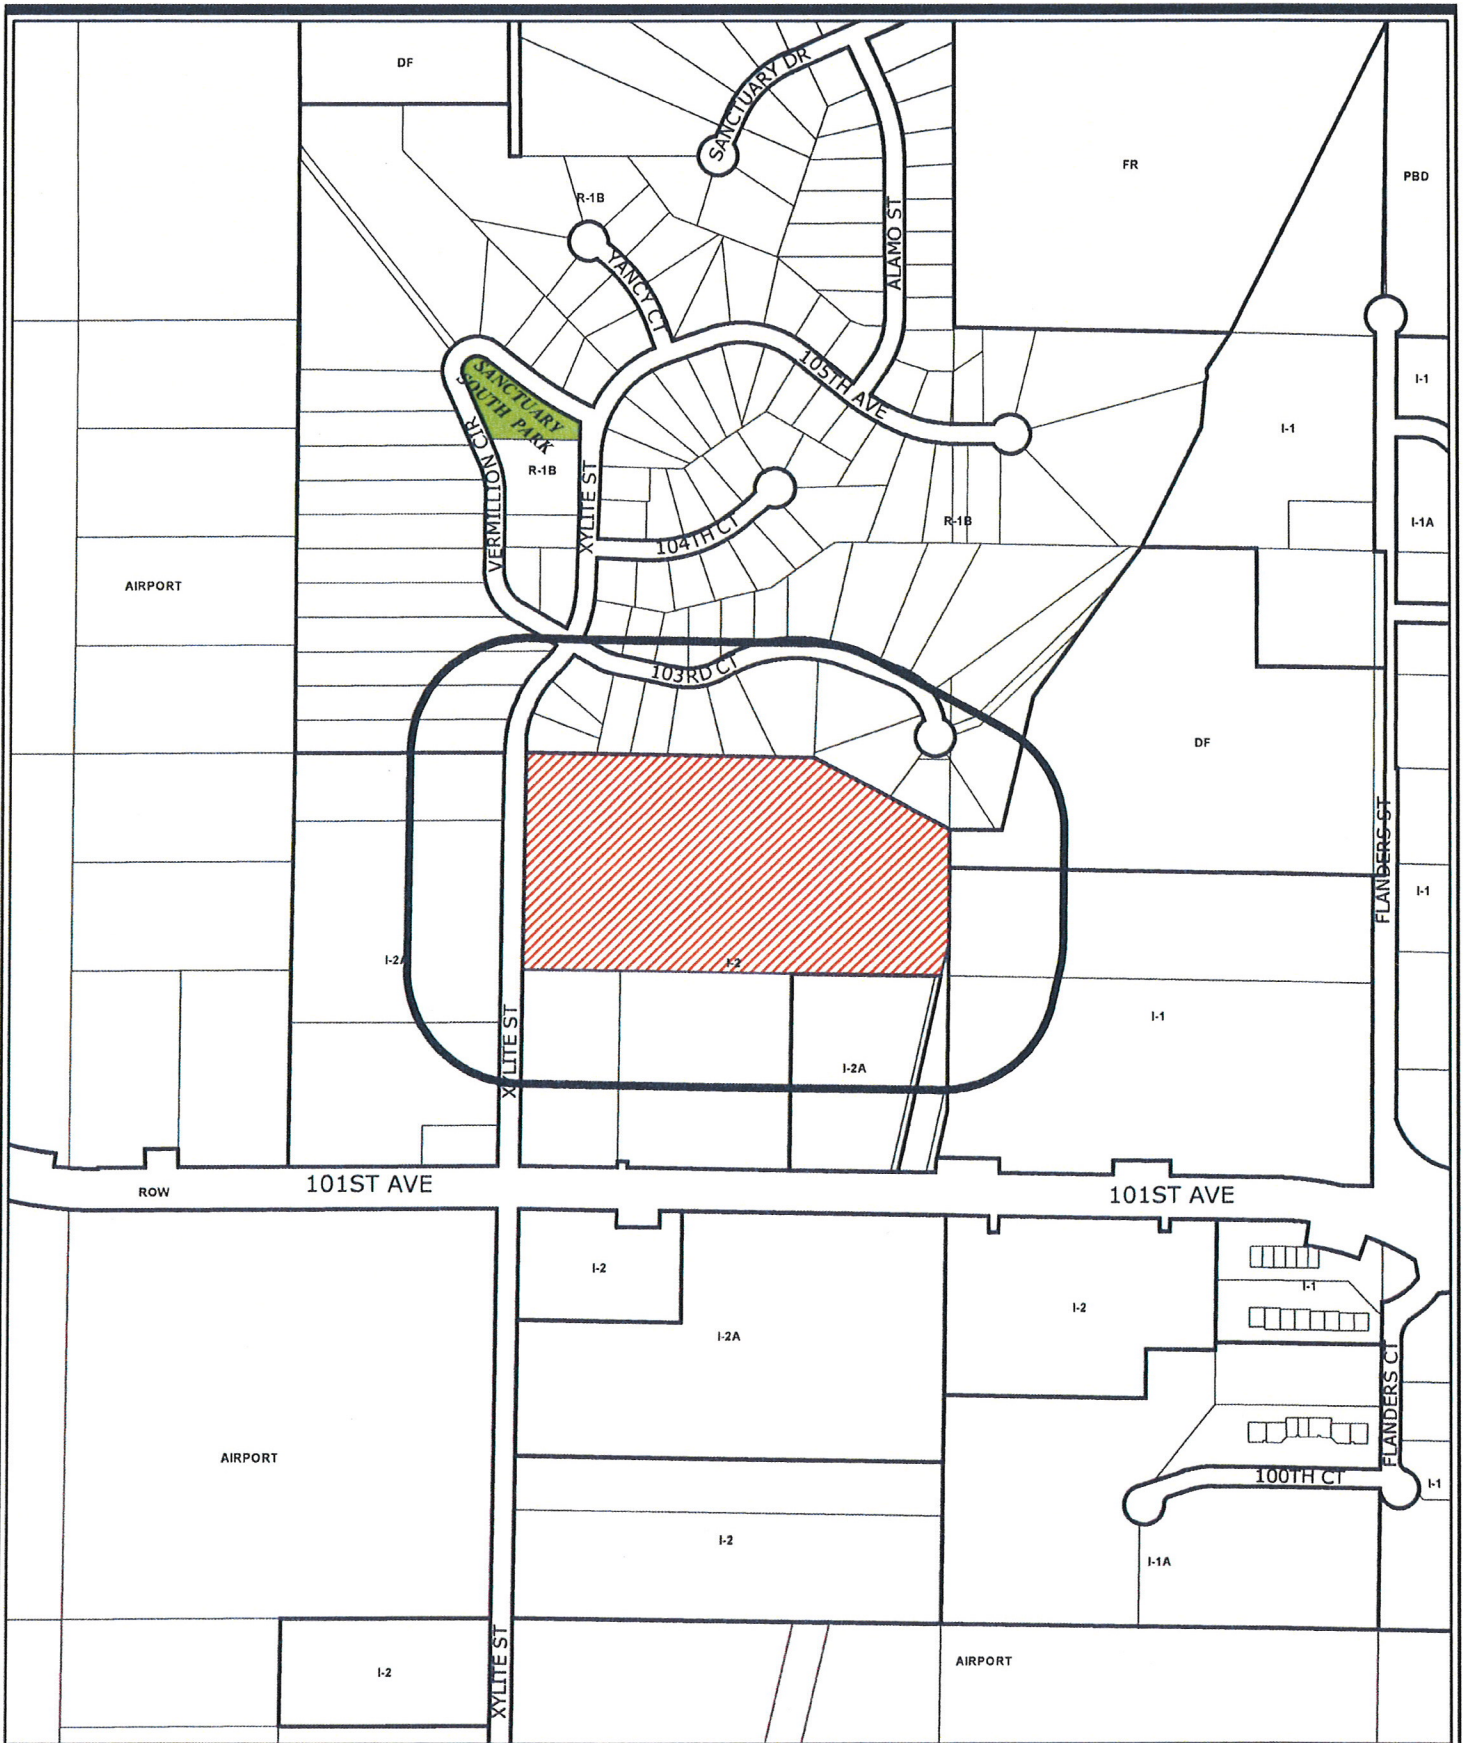 DF
SANCTUARY DR
FR
PBD
R-1B
ALAMO ST
YANCY CT
105TH AVE
SANCTUARY
SOUTH PARK
I-1
I-1
R-1B
VERMILLION CIR
XYLITE ST
104TH CT
R-1B
I-1A
AIRPORT
103RD CT
DF
FLANDERS ST
I-1
I-2A
I-2
XYLITE ST
I-1
I-2A
ROW
101ST AVE
101ST AVE
I-2
I-1
I-2
I-2A
FLANDERS CT
AIRPORT
100TH CT
I-1
I-2
I-1A
XYLITE ST
AIRPORT
I-2